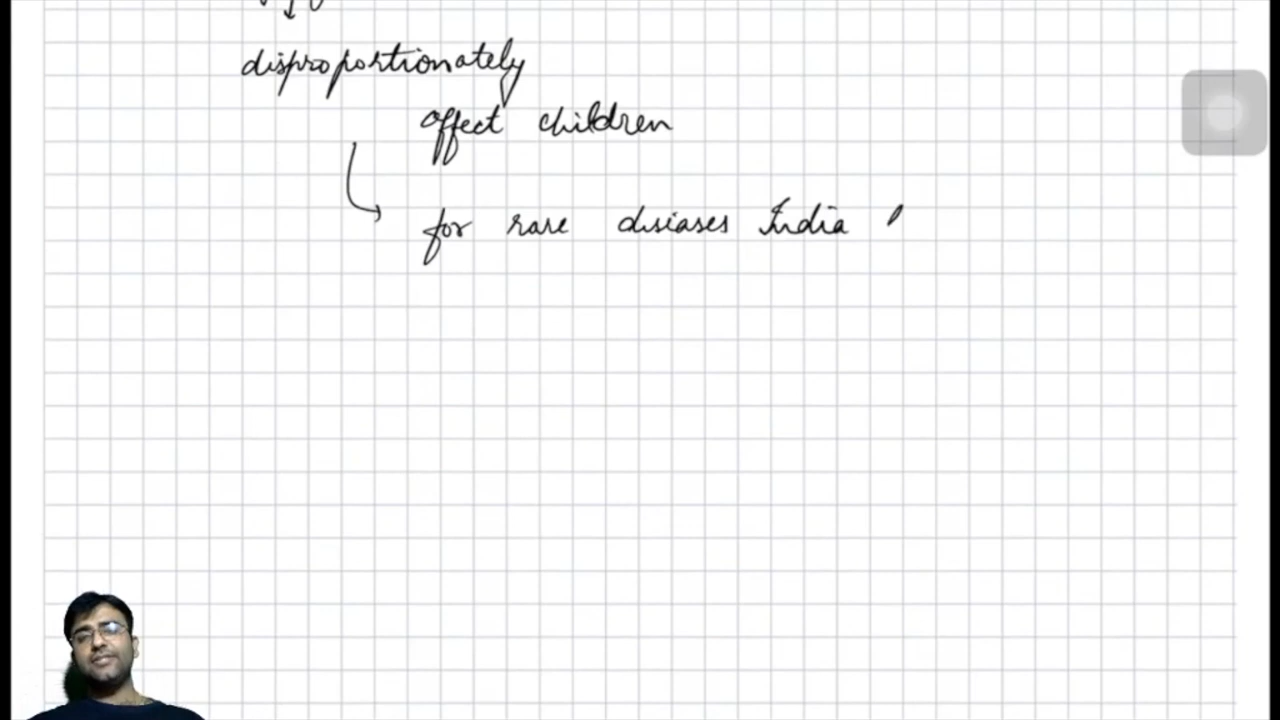 disproportionately
affect children
for rare diseases India